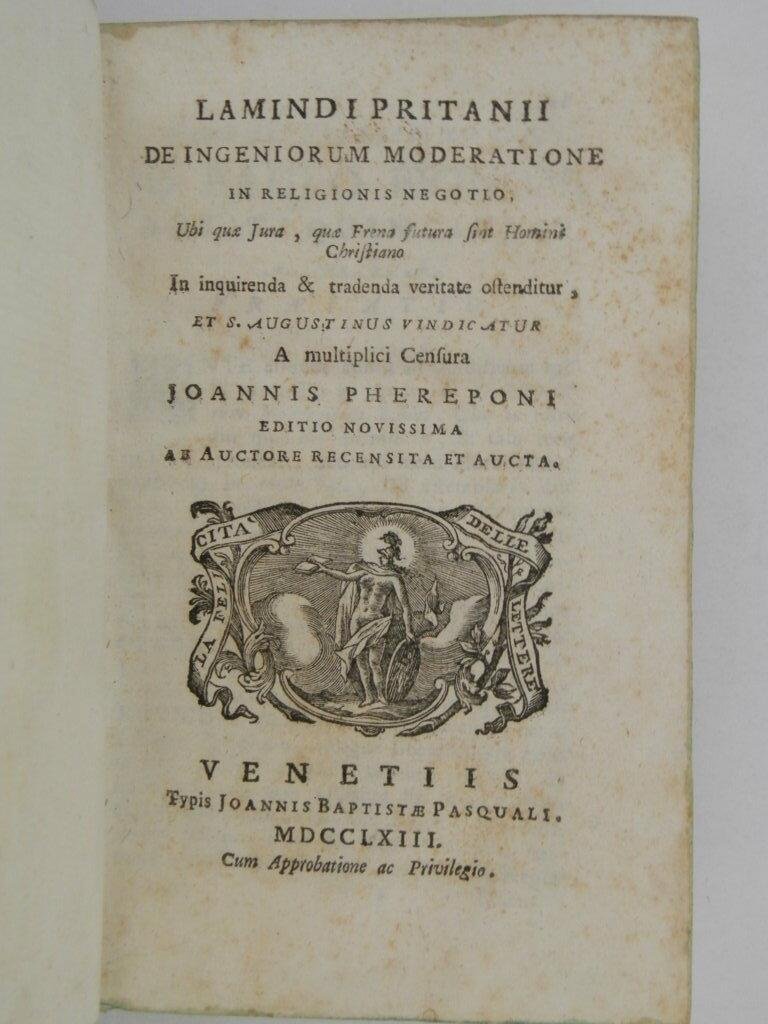 LAMINDI PRITANII
DE INGENIORUM MODERATIONE
IN RELIGIONIS NEGOTIO,
Ubi quæ Jura, quæ Frena futura ſint Homini
Chriſtiano
In inquirenda & tradenda veritate oſtenditur,
ET S. AUGUSTINUS VINDICATUR
A multiplici Cenſura
JOANNIS PHEREPONI
EDITIO NOVISSIMA
AB AUCTORE RECENSITA ET AUCTA.
LA FELICITA DELLE LETTERE
VENETIIS
Typis JOANNIS BAPTISTÆ PASQUALI.
MDCCLXIII.
Cum Approbatione ac Privilegio.